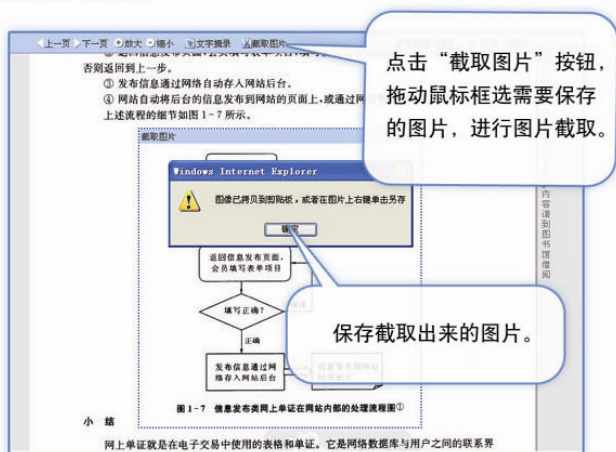 上一页 下一页 放大 缩小 文字摘录 截取图片
否则返回到上一步。
③ 发布信息通过网络自动存入网站后台。
④ 网站自动将后台的信息发布到网站的页面上、或通过网
上述流程的细节如图1-7所示。
点击“截取图片”按钮，
拖动鼠标框选需要保存
的图片，进行图片截取。
截取图片
Windows Internet Explorer
图像已拷贝到剪贴板，或者在图片上右键单击另存
确定
内容请到图书馆借阅
返回信息发布页面、
会员填写表单项目
填写正确？
正确
发布信息通过网
络存入网站后台
保存截取出来的图片。
图1-7 信息发布类网上单证在网站内部的处理流程图①
小 结
网上单证就是在电子交易中使用的表格和单证。它是网络数据库与用户之间的联系界